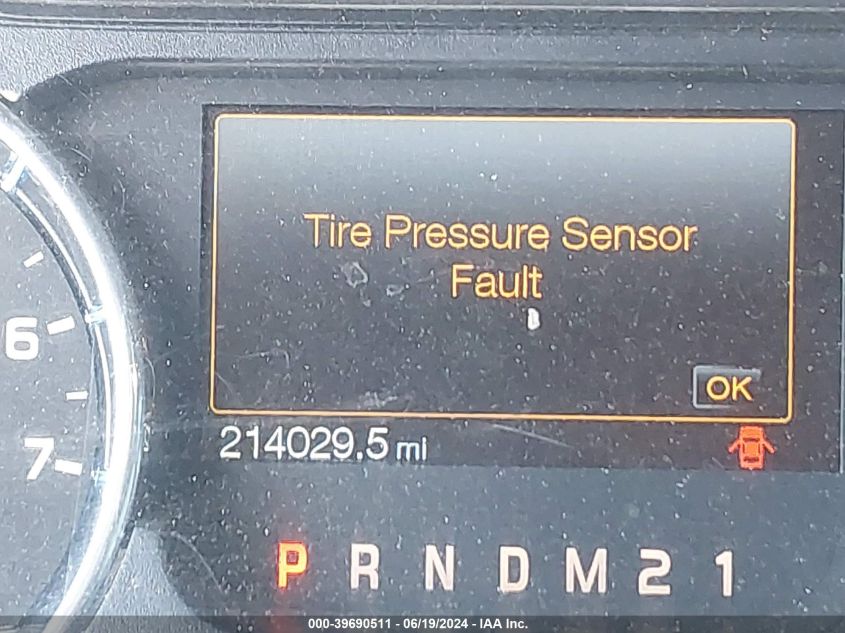 Tire Pressure Sensor
Fault
OK
6
7
214029.5 mi
P R N D M 2 1
000-39690511 - 06/19/2024 - IAA Inc.